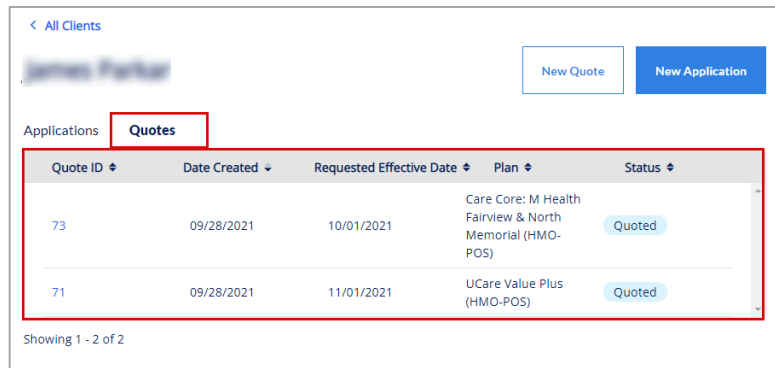 All Clients
New Quote New Application
Applications Quotes
Quote ID Date Created Requested Effective Date Plan Status
73 09/28/2021 10/01/2021 Care Core: M Health
Fairview & North
Memorial (HMO-
POS) Quoted
71 09/28/2021 11/01/2021 UCare Value Plus
(HMO-POS) Quoted
Showing 1 - 2 of 2